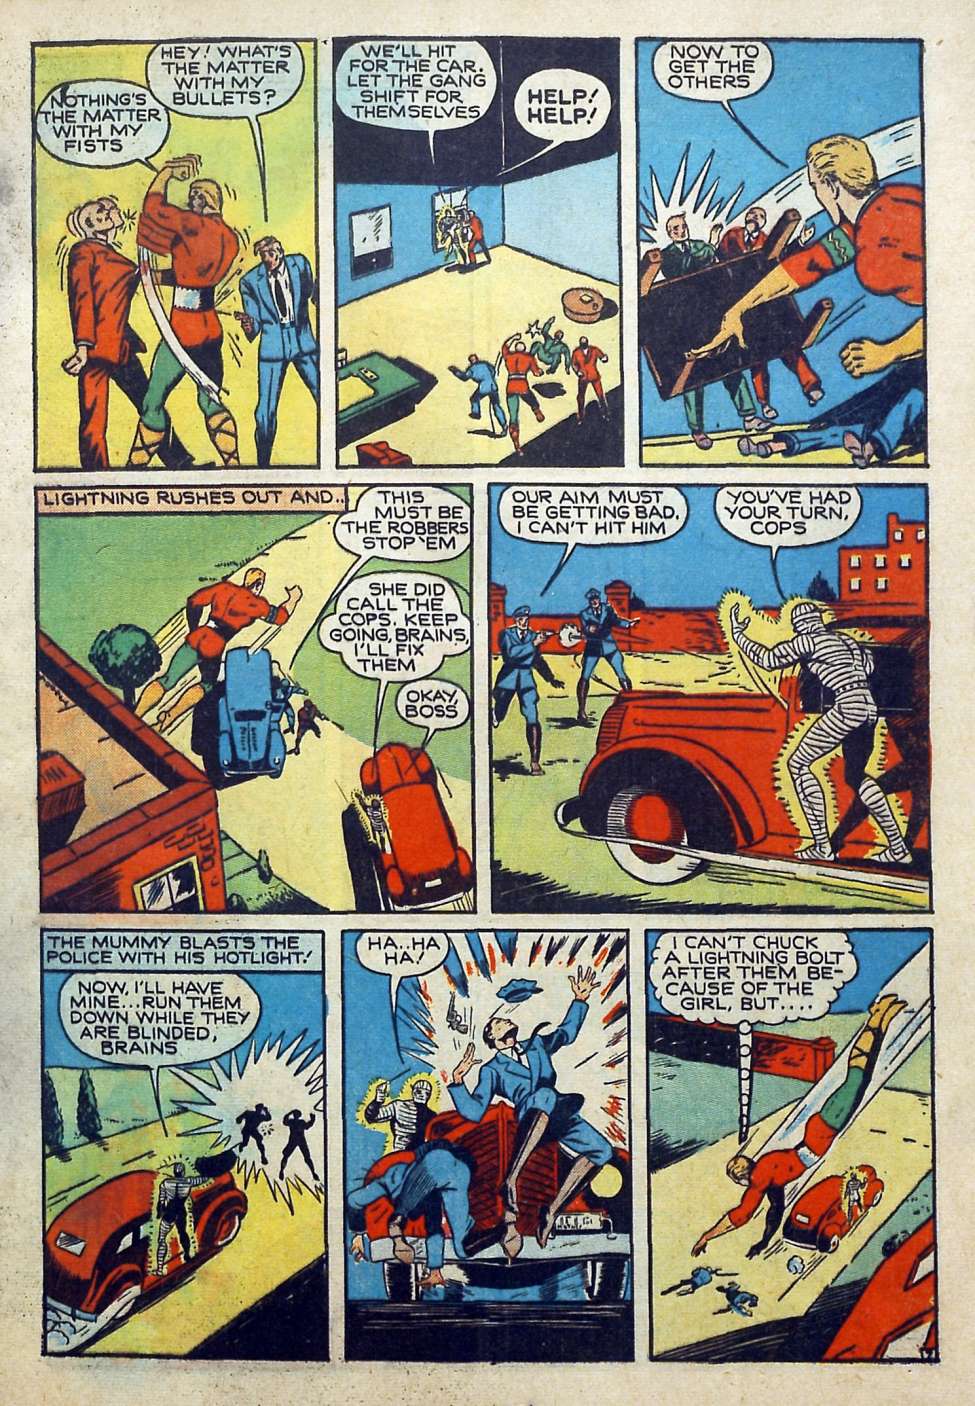 HEY! WHAT'S
THE MATTER
WITH MY
BULLETS?
NOTHING'S
THE MATTER
WITH MY
FISTS
WE'LL HIT
FOR THE CAR.
LET THE GANG
SHIFT FOR
THEMSELVES
HELP!
HELP!
NOW TO
GET THE
OTHERS
LIGHTNING RUSHES OUT AND..
THIS
MUST BE
THE ROBBERS
STOP 'EM
SHE DID
CALL THE
COPS. KEEP
GOING, BRAINS,
I'LL FIX
THEM
OKAY,
BOSS
OUR AIM MUST
BE GETTING BAD.
I CAN'T HIT HIM
YOU'VE HAD
YOUR TURN,
COPS
THE MUMMY BLASTS THE
POLICE WITH HIS HOTLIGHT!
NOW, I'LL HAVE
MINE...RUN THEM
DOWN WHILE THEY
ARE BLINDED,
BRAINS
HA..HA
HA!
I CAN'T CHUCK
A LIGHTNING BOLT
AFTER THEM BE-
CAUSE OF THE
GIRL, BUT....